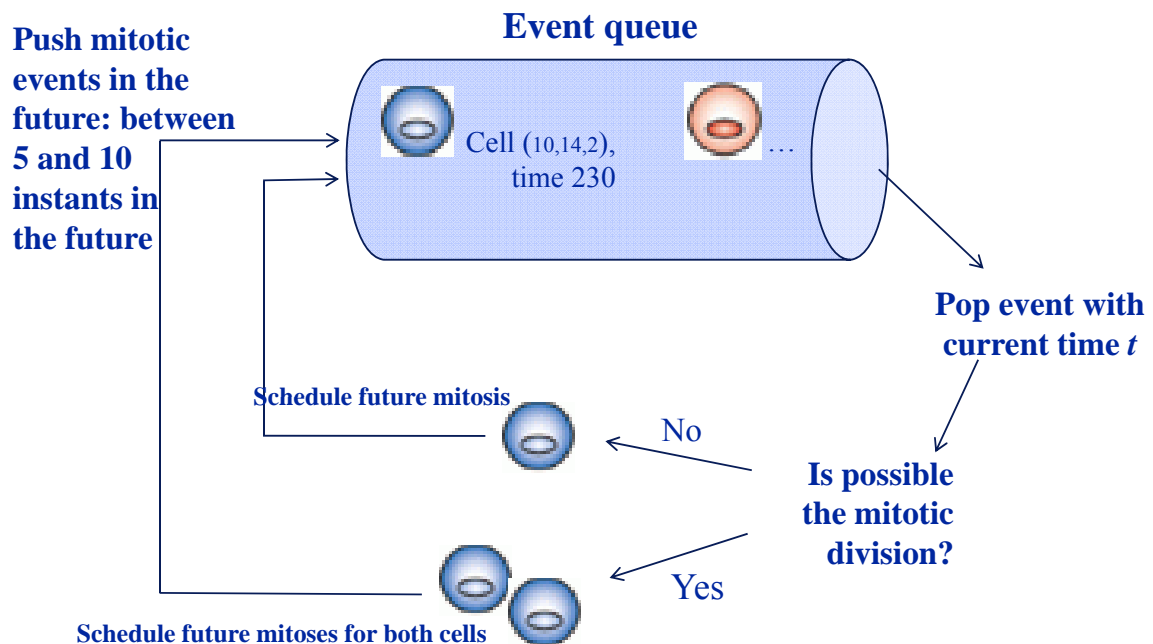 Event queue
Push mitotic
events in the
future: between
5 and 10
instants in
the future
Cell (10,14,2),
time 230
…
Pop event with
current time t
Schedule future mitosis
No
Is possible
the mitotic
division?
Yes
Schedule future mitoses for both cells